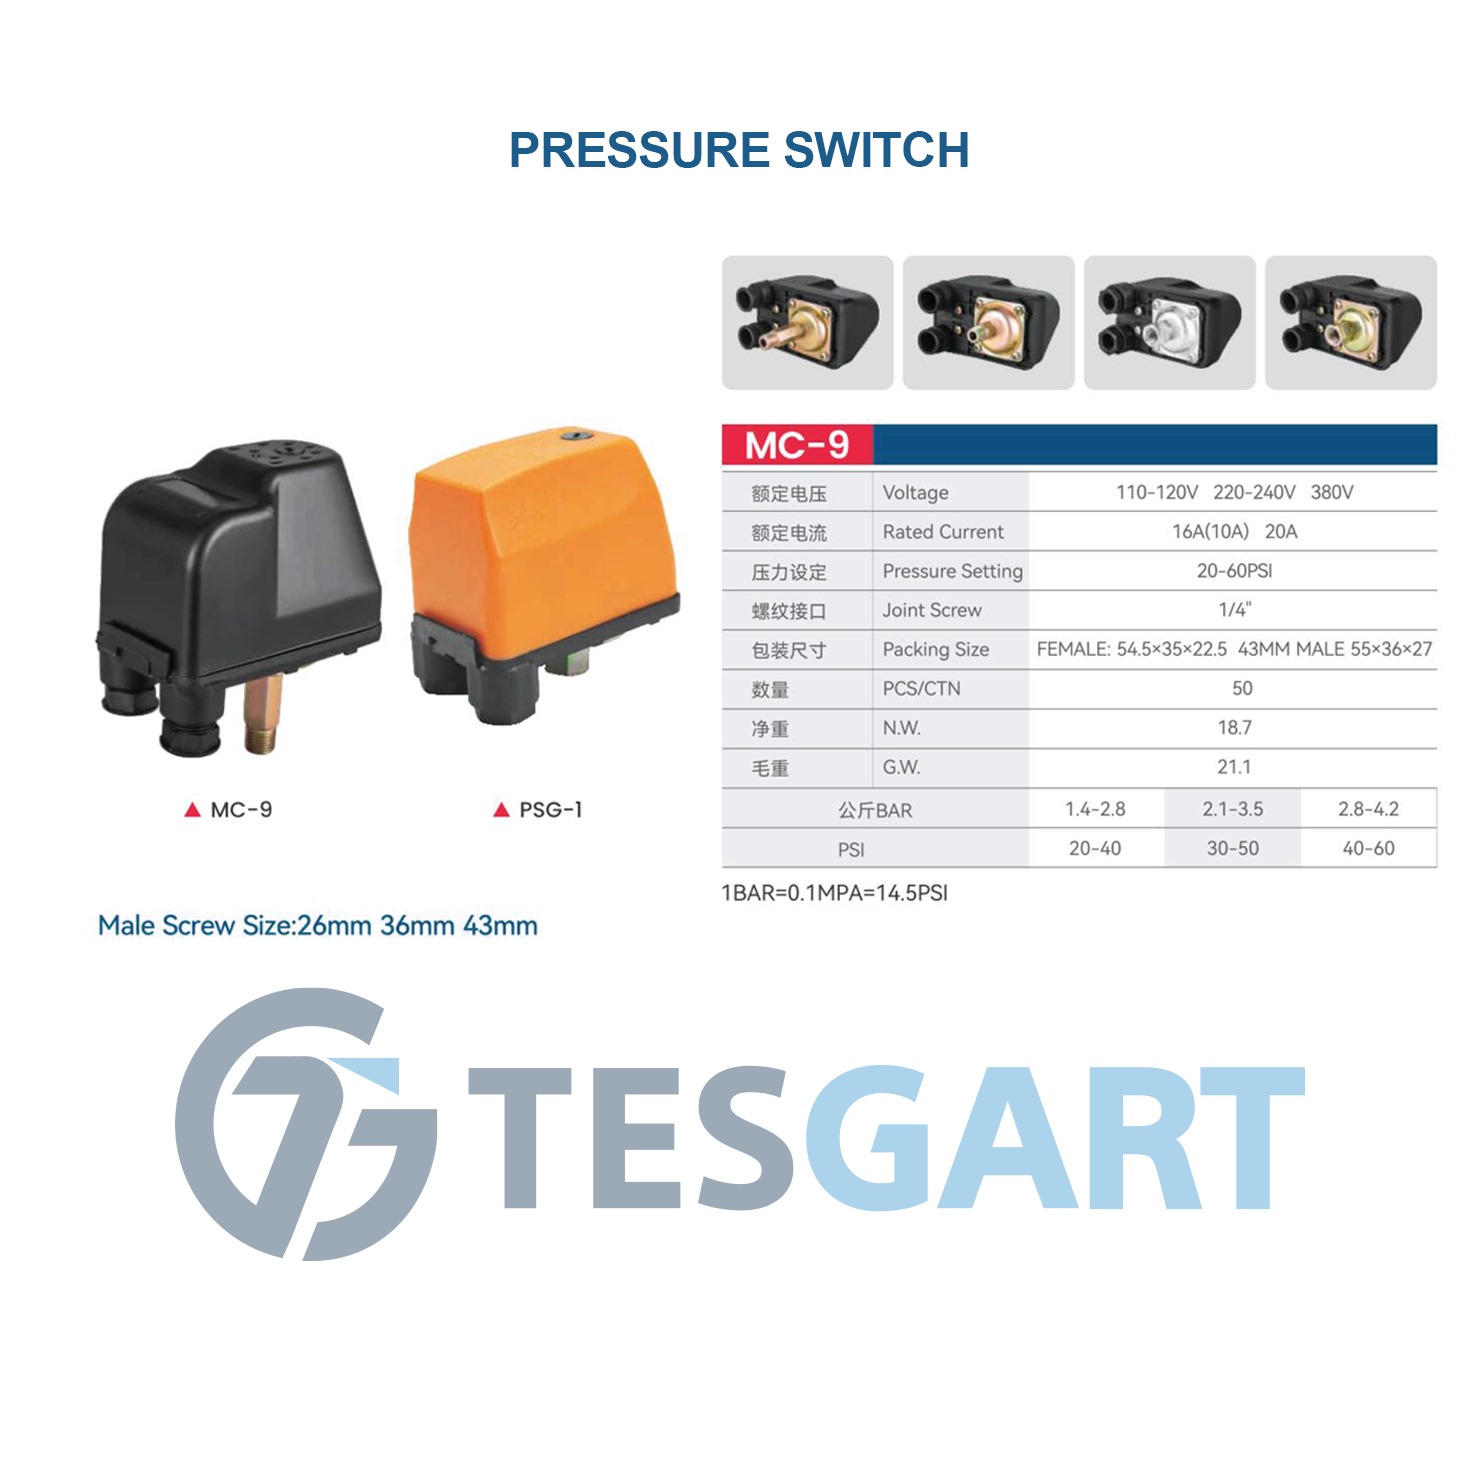 PRESSURE SWITCH
MC-9
额定电压 Voltage 110-120V 220-240V 380V
额定电流 Rated Current 16A(10A) 20A
压力设定 Pressure Setting 20-60PSI
螺纹接口 Joint Screw 1/4"
包装尺寸 Packing Size FEMALE: 54.5×35×22.5 43MM MALE 55×36×27
数量 PCS/CTN 50
净重 N.W. 18.7
毛重 G.W. 21.1
公斤BAR 1.4-2.8 2.1-3.5 2.8-4.2
PSI 20-40 30-50 40-60
1BAR=0.1MPA=14.5PSI
▲ MC-9 ▲ PSG-1
Male Screw Size:26mm 36mm 43mm
TESGART